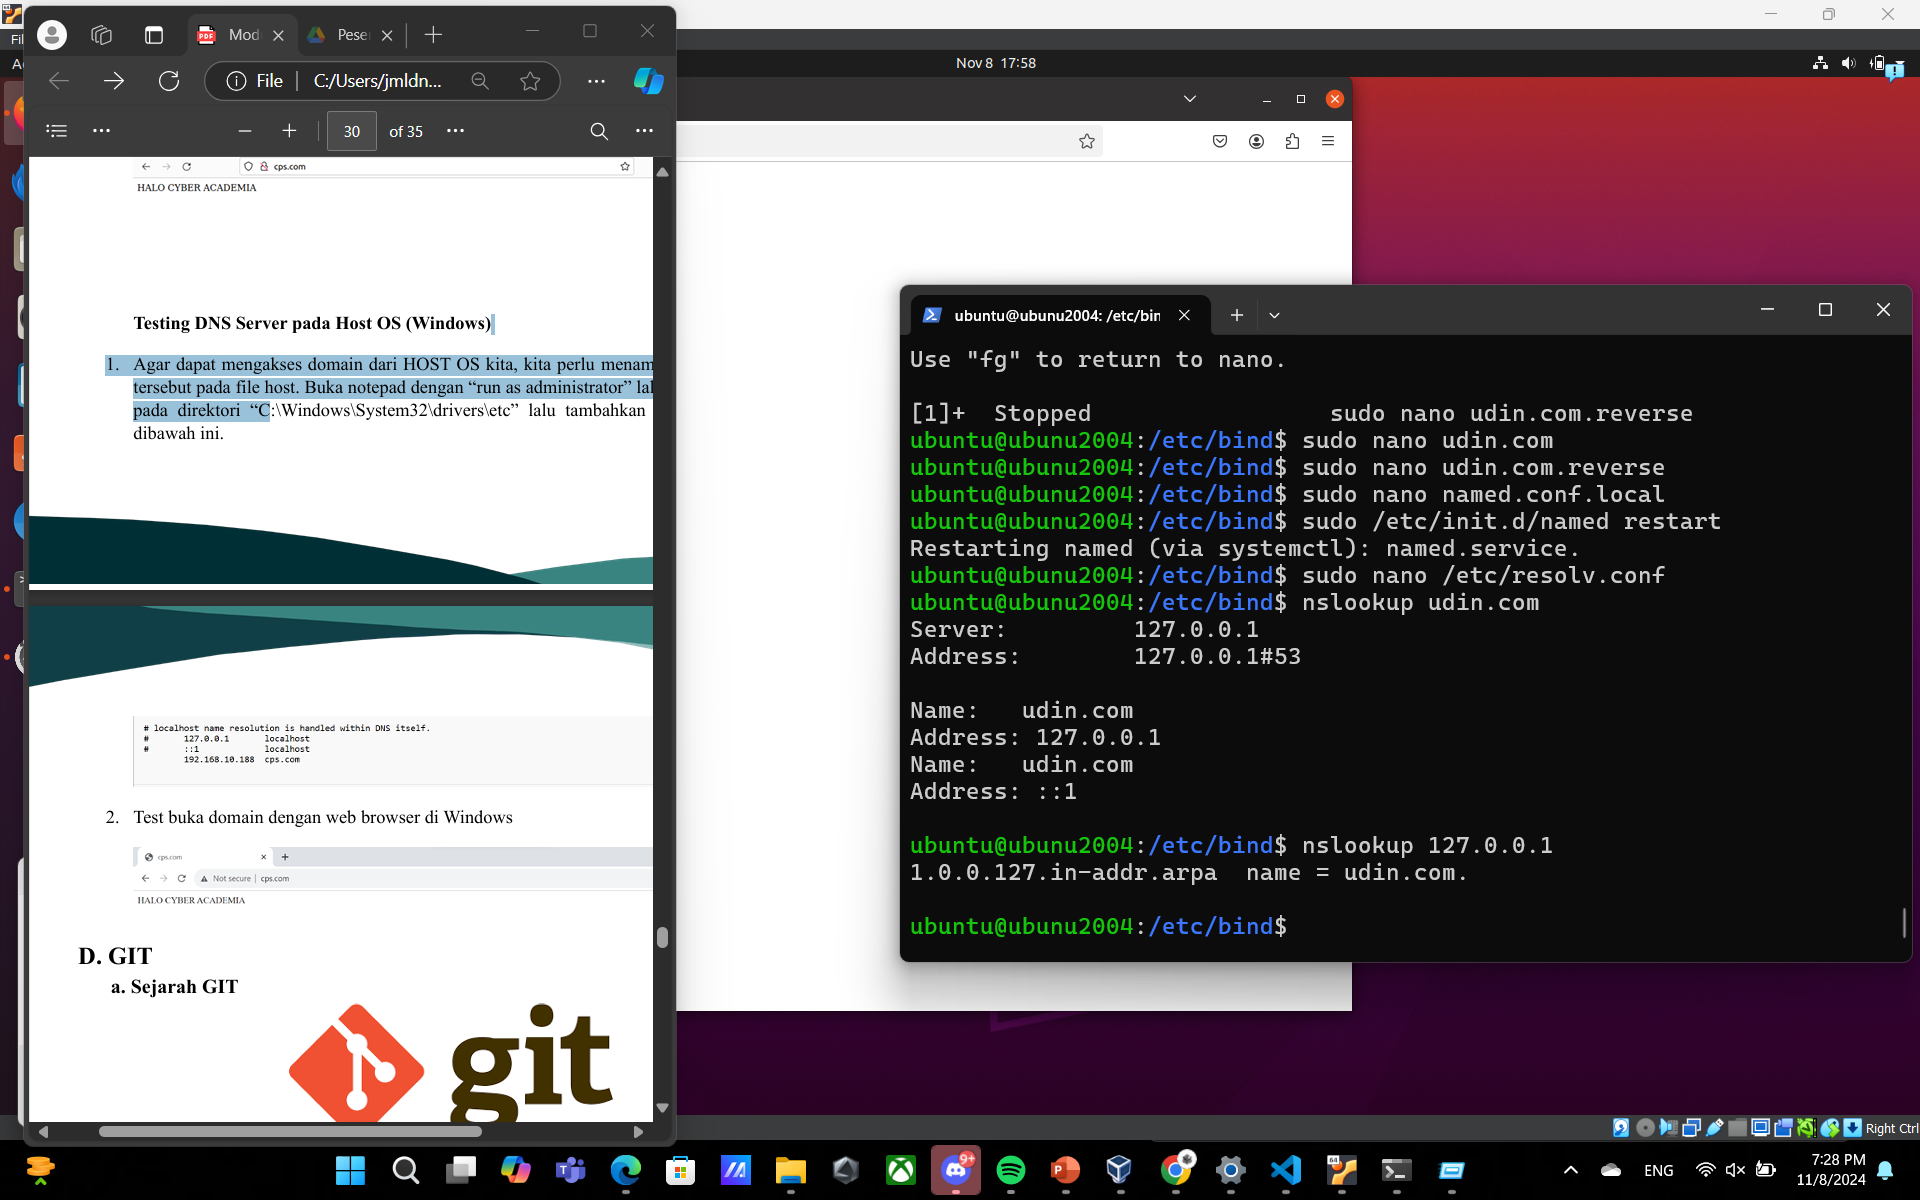 Mod
Pese
File
C:/Users/jmldn...
30
of 35
cps.com
HALO CYBER ACADEMIA
Testing DNS Server pada Host OS (Windows)
1. Agar dapat mengakses domain dari HOST OS kita, kita perlu menam
tersebut pada file host. Buka notepad dengan “run as administrator” lal
pada direktori “C:\Windows\System32\drivers\etc” lalu tambahkan
dibawah ini.
# localhost name resolution is handled within DNS itself.
# 127.0.0.1 localhost
# ::1 localhost
192.168.10.188 cps.com
2. Test buka domain dengan web browser di Windows
cps.com
Not secure | cps.com
HALO CYBER ACADEMIA
D. GIT
a. Sejarah GIT
git
Nov 8 17:58
ubuntu@ubunu2004: /etc/bin
Use "fg" to return to nano.
[1]+ Stopped sudo nano udin.com.reverse
ubuntu@ubunu2004:/etc/bind$ sudo nano udin.com
ubuntu@ubunu2004:/etc/bind$ sudo nano udin.com.reverse
ubuntu@ubunu2004:/etc/bind$ sudo nano named.conf.local
ubuntu@ubunu2004:/etc/bind$ sudo /etc/init.d/named restart
Restarting named (via systemctl): named.service.
ubuntu@ubunu2004:/etc/bind$ sudo nano /etc/resolv.conf
ubuntu@ubunu2004:/etc/bind$ nslookup udin.com
Server: 127.0.0.1
Address: 127.0.0.1#53
Name: udin.com
Address: 127.0.0.1
Name: udin.com
Address: ::1
ubuntu@ubunu2004:/etc/bind$ nslookup 127.0.0.1
1.0.0.127.in-addr.arpa name = udin.com.
ubuntu@ubunu2004:/etc/bind$
Right Ctrl
9+
ENG
7:28 PM
11/8/2024